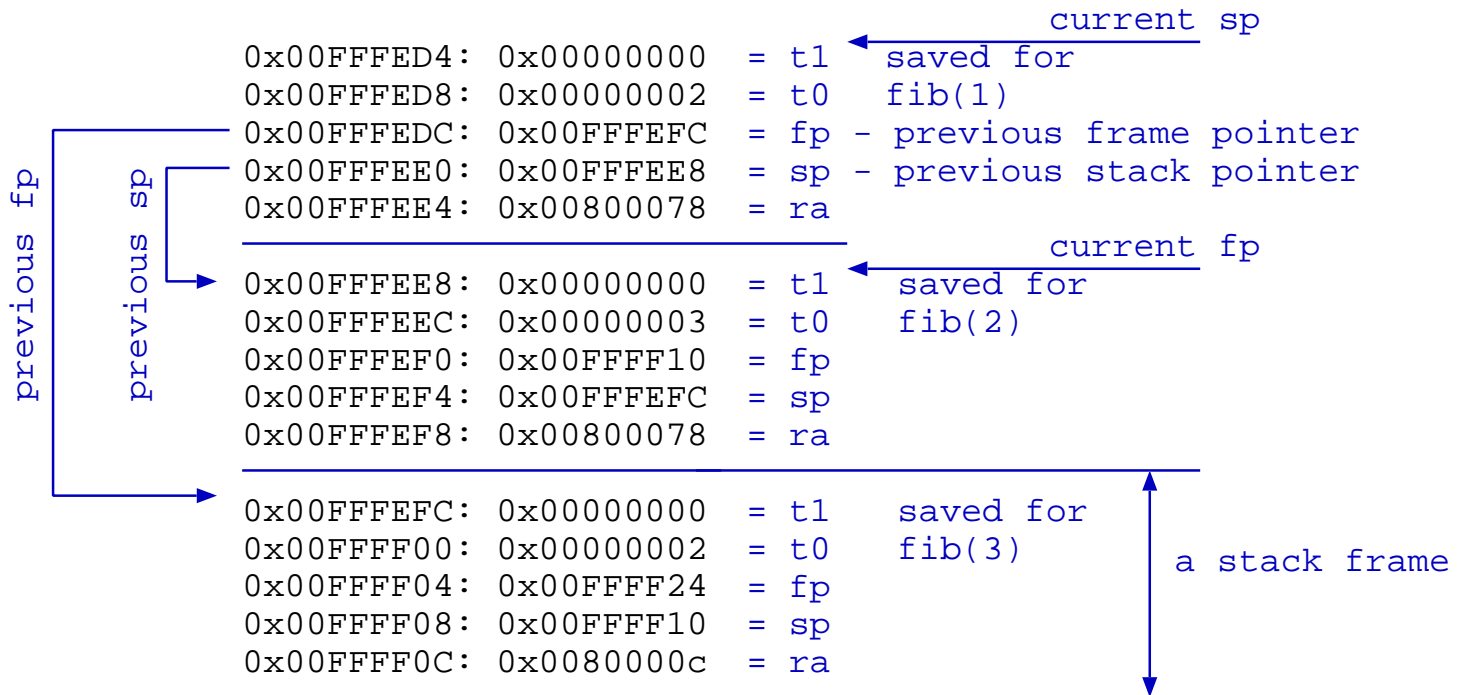 current sp
0x00FFFED4: 0x00000000 = t1 saved for
0x00FFFED8: 0x00000002 = t0 fib(1)
0x00FFFEDC: 0x00FFFEFC = fp - previous frame pointer
0x00FFFEE0: 0x00FFFEE8 = sp - previous stack pointer
0x00FFFEE4: 0x00800078 = ra
current fp
0x00FFFEE8: 0x00000000 = t1 saved for
0x00FFFEEC: 0x00000003 = t0 fib(2)
0x00FFFEF0: 0x00FFFF10 = fp
0x00FFFEF4: 0x00FFFEFC = sp
0x00FFFEF8: 0x00800078 = ra
0x00FFFEFC: 0x00000000 = t1 saved for
0x00FFFF00: 0x00000002 = t0 fib(3)
0x00FFFF04: 0x00FFFF24 = fp
0x00FFFF08: 0x00FFFF10 = sp
0x00FFFF0C: 0x0080000c = ra
a stack frame
previous fp
previous sp